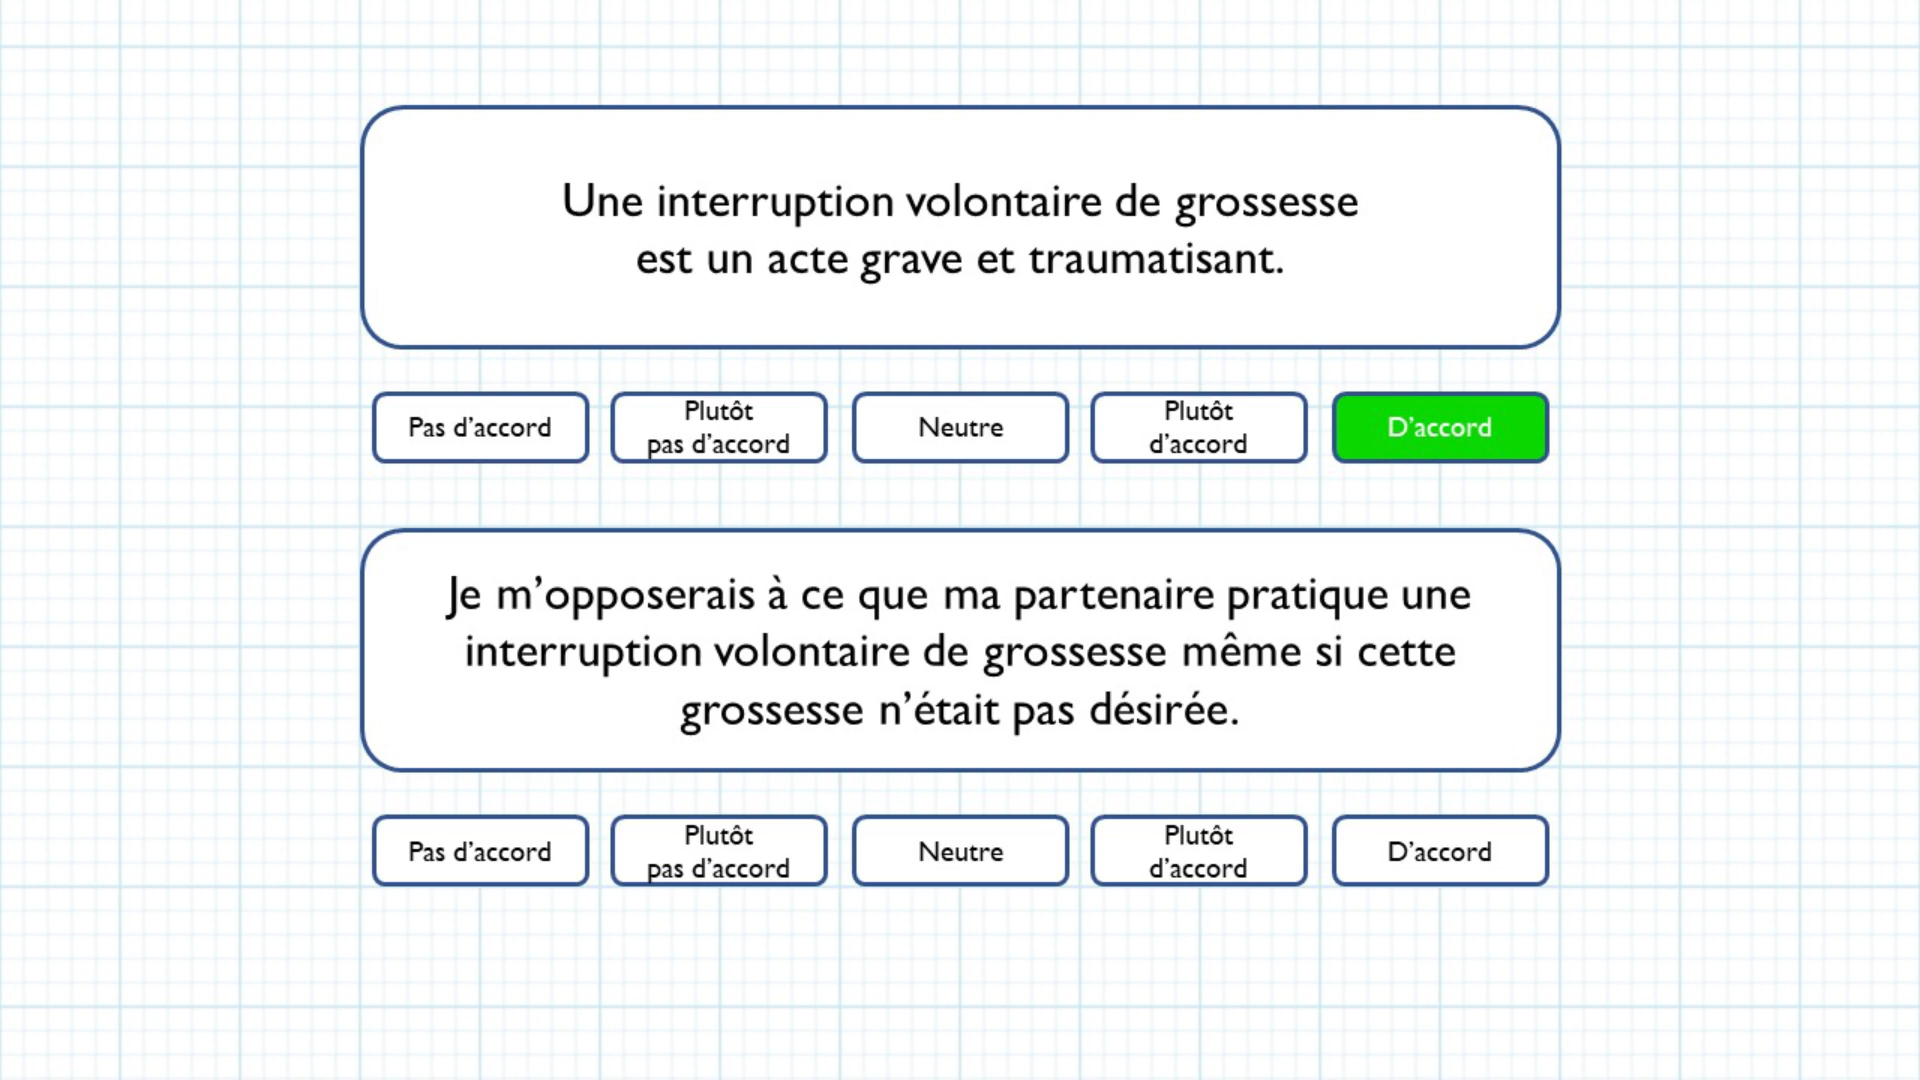 Une interruption volontaire de grossesse
est un acte grave et traumatisant.
Pas d’accord
Plutôt
pas d’accord
Neutre
Plutôt
d’accord
D’accord
Je m’opposerais à ce que ma partenaire pratique une
interruption volontaire de grossesse même si cette
grossesse n’était pas désirée.
Pas d’accord
Plutôt
pas d’accord
Neutre
Plutôt
d’accord
D’accord